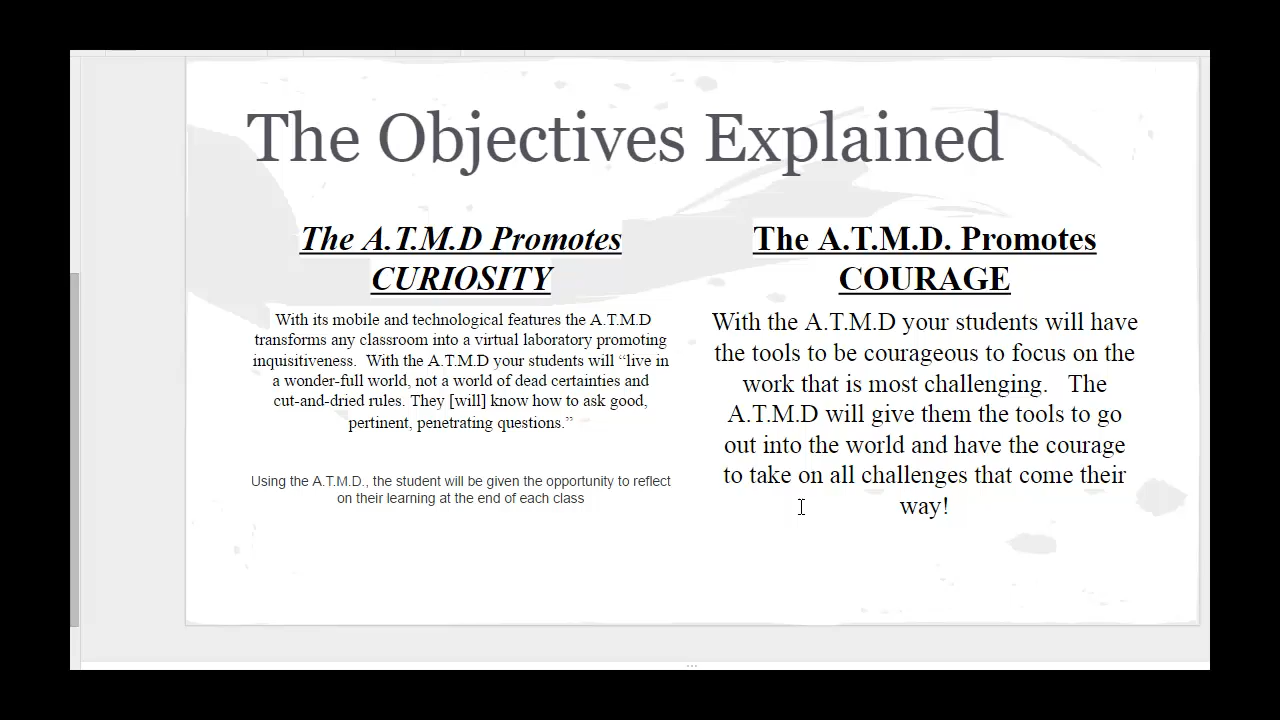 The Objectives Explained
The A.T.M.D Promotes
CURIOSITY
With its mobile and technological features the A.T.M.D
transforms any classroom into a virtual laboratory promoting
inquisitiveness.  With the A.T.M.D your students will “live in
a wonder-full world, not a world of dead certainties and
cut-and-dried rules. They [will] know how to ask good,
pertinent, penetrating questions.”
Using the A.T.M.D., the student will be given the opportunity to reflect
on their learning at the end of each class
The A.T.M.D. Promotes
COURAGE
With the A.T.M.D your students will have
the tools to be courageous to focus on the
work that is most challenging.   The
A.T.M.D will give them the tools to go
out into the world and have the courage
to take on all challenges that come their
way!